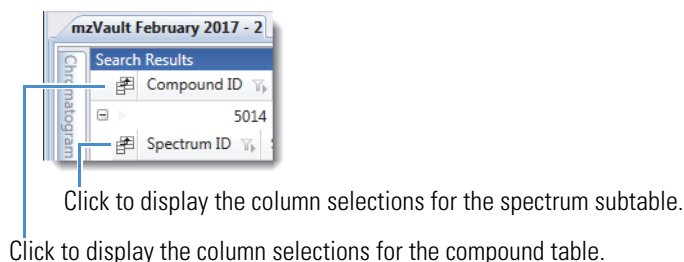 mzVault February 2017 - 2
Chromatogram
Search Results
Compound ID
5014
Spectrum ID
Click to display the column selections for the spectrum subtable.
Click to display the column selections for the compound table.